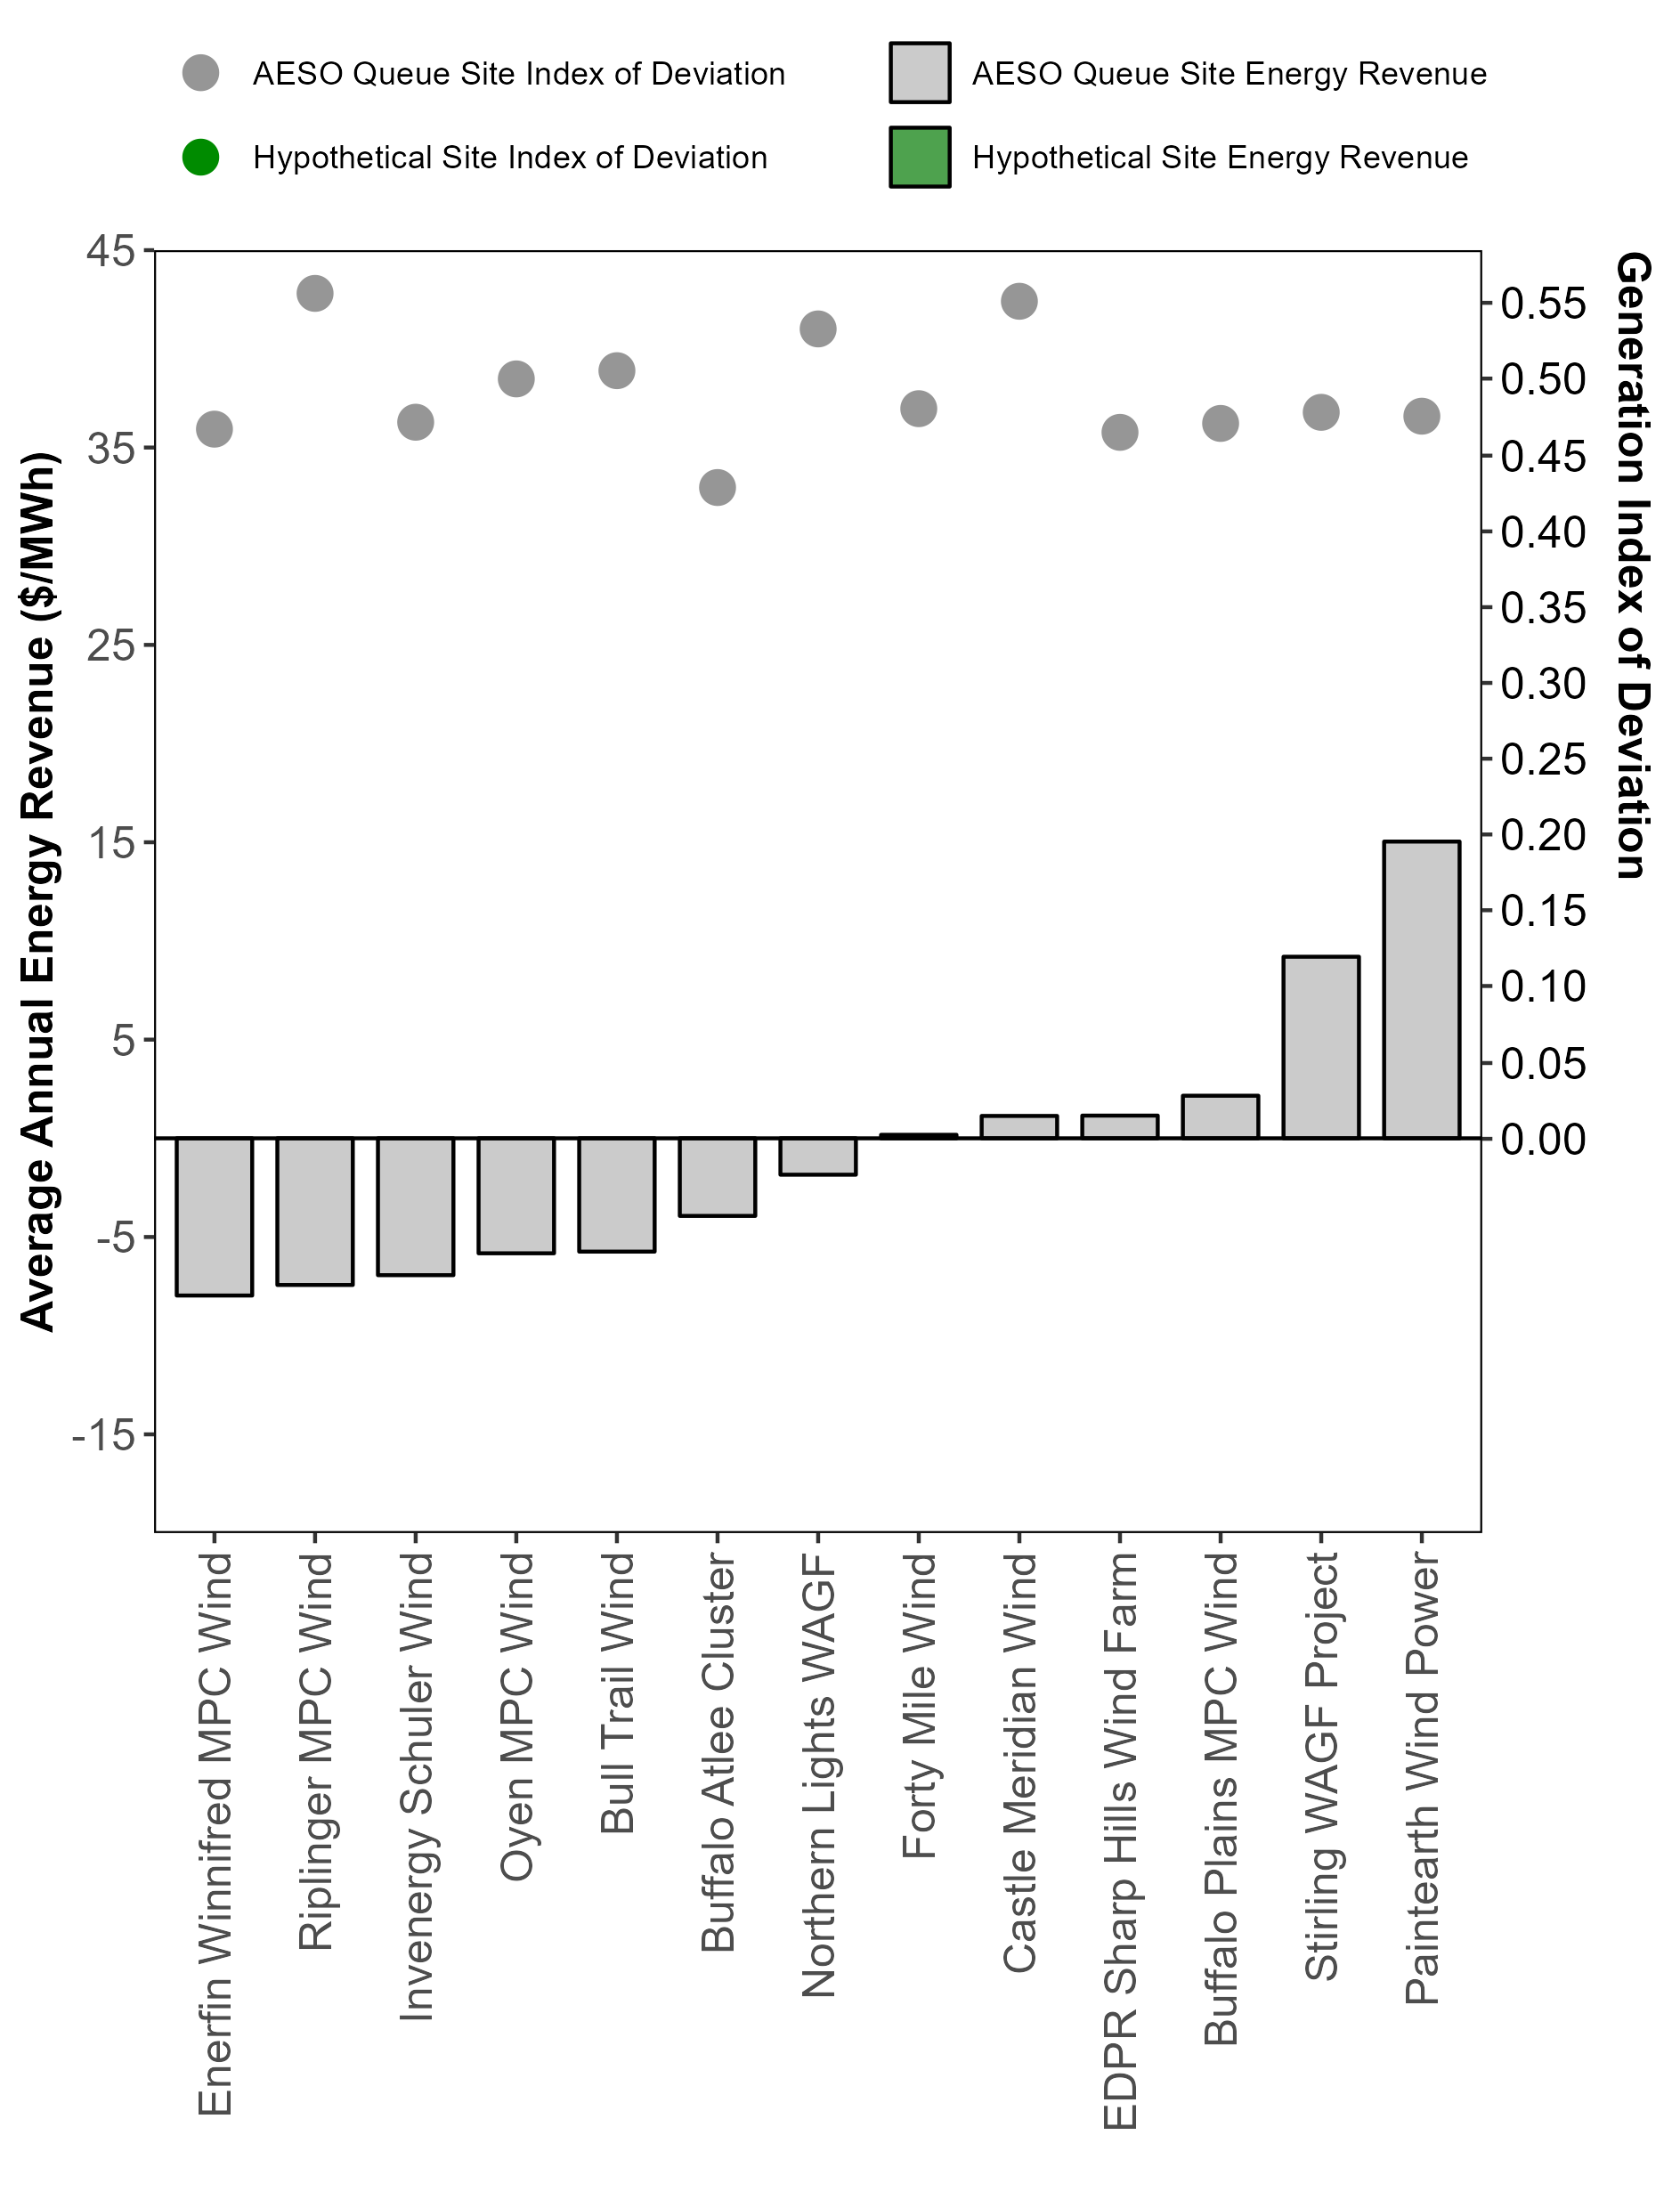 AESO Queue Site Index of Deviation
AESO Queue Site Energy Revenue
Hypothetical Site Index of Deviation
Hypothetical Site Energy Revenue
Average Annual Energy Revenue ($/MWh)
45
35
25
15
5
-5
-15
0.55
0.50
0.45
0.40
0.35
0.30
0.25
0.20
0.15
0.10
0.05
0.00
Generation Index of Deviation
Enerfin Winnifred MPC Wind
Riplinger MPC Wind
Invenergy Schuler Wind
Oyen MPC Wind
Bull Trail Wind
Buffalo Atlee Cluster
Northern Lights WAGF
Forty Mile Wind
Castle Meridian Wind
EDPR Sharp Hills Wind Farm
Buffalo Plains MPC Wind
Stirling WAGF Project
Paintearth Wind Power